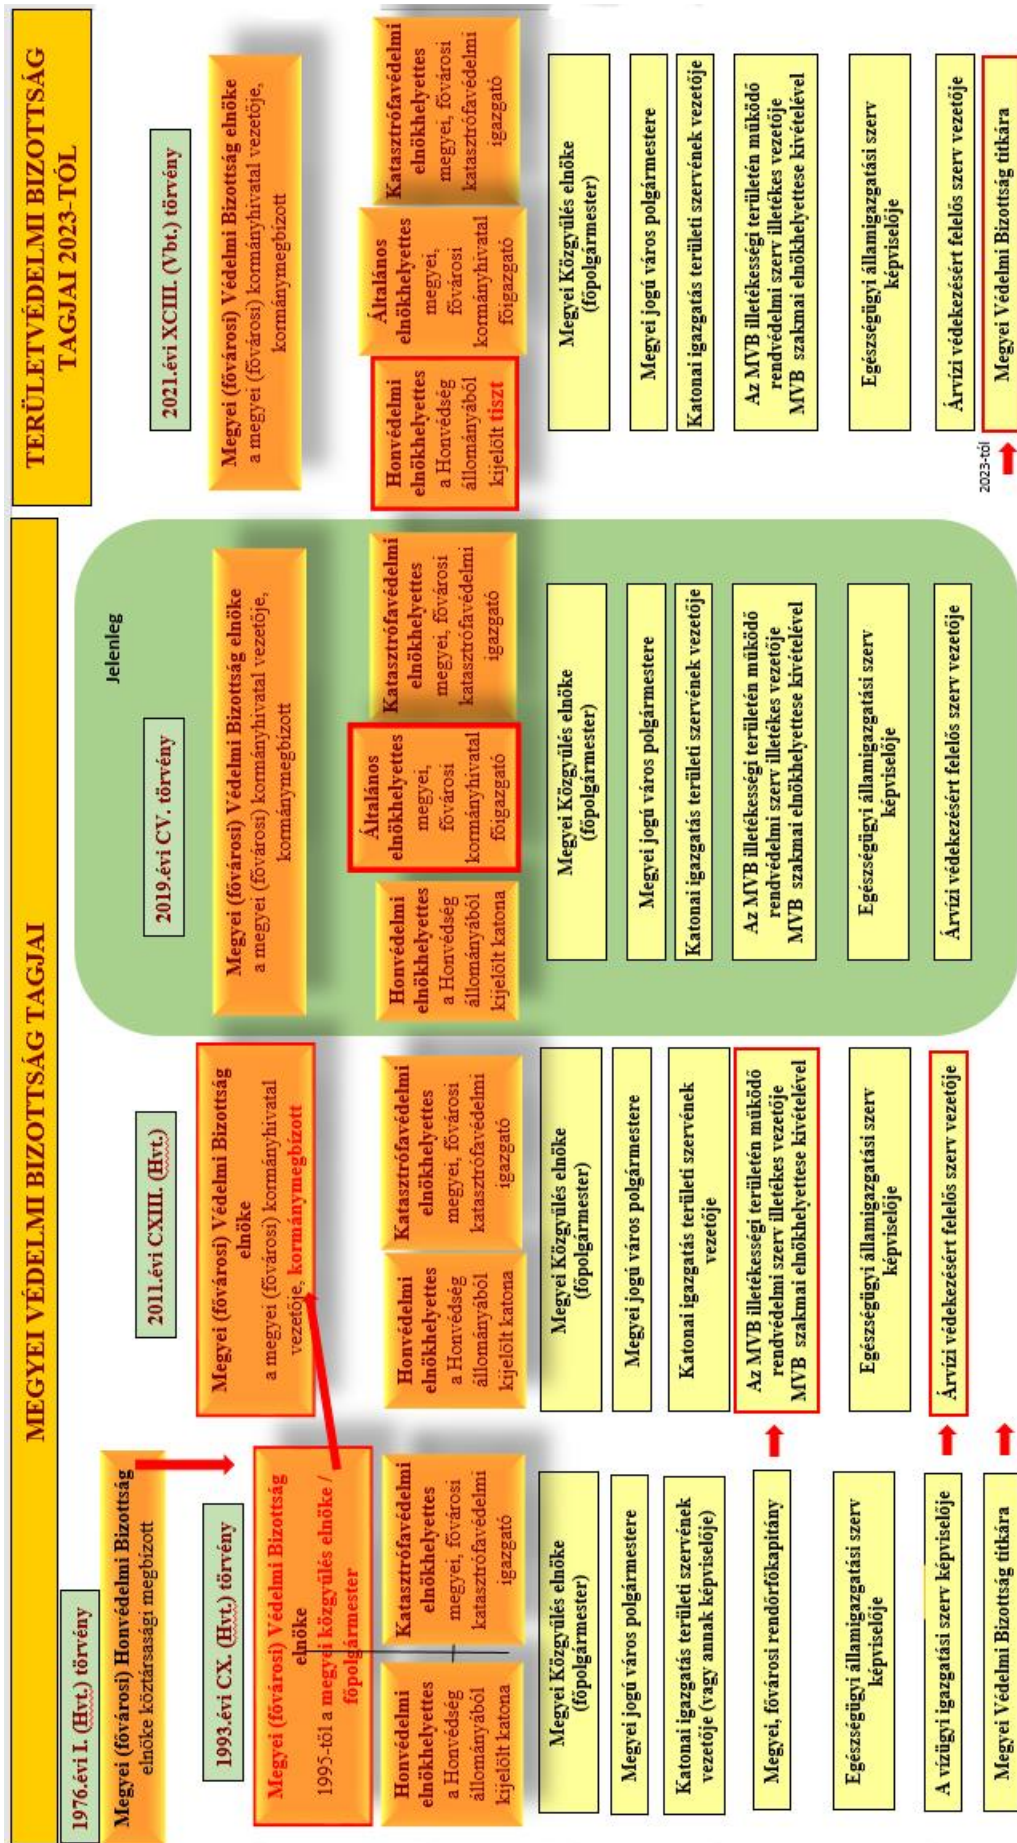 MEGYEI VÉDELMI BIZOTTSÁG TAGJAI
TERÜLETVÉDELMI BIZOTTSÁG
TAGJAI 2023-TÓL
1976.évi I. (Hvt.) törvény
Megyei (fővárosi) Honvédelmi Bizottság
elnöke köztársasági megbízott
1993.évi CX. (Hvt.) törvény
Megyei (fővárosi) Védelmi Bizottság
elnöke
1995-től a megyei közgyűlés elnöke /
főpolgármester
Honvédelmi
elnökhelyettes
a Honvédség
állományából
kijelölt katona
Katasztrófavédelmi
elnökhelyettes
megyei, fővárosi
katasztrófavédelmi
igazgató
Megyei Közgyűlés elnöke
(főpolgármester)
Megyei jogú város polgármestere
Katonai igazgatás területi szervének
vezetője (vagy annak képviselője)
Megyei, fővárosi rendőrfőkapitány
Egészségügyi államigazgatási szerv
képviselője
A vízügyi igazgatási szerv képviselője
Megyei Védelmi Bizottság titkára
2011.évi CXIII. (Hvt.)
Megyei (fővárosi) Védelmi Bizottság
elnöke
a megyei (fővárosi) kormányhivatal
vezetője, kormánymegbízott
Honvédelmi
elnökhelyettes
a Honvédség
állományából
kijelölt katona
Katasztrófavédelmi
elnökhelyettes
megyei, fővárosi
katasztrófavédelmi
igazgató
Megyei Közgyűlés elnöke
(főpolgármester)
Megyei jogú város polgármestere
Katonai igazgatás területi szervének
vezetője
Az MVB illetékességi területén működő
rendvédelmi szerv illetékes vezetője
MVB szakmai elnökhelyettese kivételével
Egészségügyi államigazgatási szerv
képviselője
Árvízi védekezésért felelős szerv vezetője
Jelenleg
2019.évi CV. törvény
Megyei (fővárosi) Védelmi Bizottság elnöke
a megyei (fővárosi) kormányhivatal vezetője,
kormánymegbízott
Honvédelmi
elnökhelyettes
a Honvédség
állományából
kijelölt katona
Általános
elnökhelyettes
megyei,
fővárosi
kormányhivatal
főigazgató
Katasztrófavédelmi
elnökhelyettes
megyei, fővárosi
katasztrófavédelmi
igazgató
Megyei Közgyűlés elnöke
(főpolgármester)
Megyei jogú város polgármestere
Katonai igazgatás területi szervének vezetője
Az MVB illetékességi területén működő
rendvédelmi szerv illetékes vezetője
MVB szakmai elnökhelyettese kivételével
Egészségügyi államigazgatási szerv
képviselője
Árvízi védekezésért felelős szerv vezetője
2021.évi XCIII. (Vbt.) törvény
Megyei (fővárosi) Védelmi Bizottság elnöke
a megyei (fővárosi) kormányhivatal vezetője,
kormánymegbízott
Honvédelmi
elnökhelyettes
a Honvédség
állományából
kijelölt tiszt
Általános
elnökhelyettes
megyei,
fővárosi
kormányhivatal
főigazgató
Katasztrófavédelmi
elnökhelyettes
megyei, fővárosi
katasztrófavédelmi
igazgató
Megyei Közgyűlés elnöke
(főpolgármester)
Megyei jogú város polgármestere
Katonai igazgatás területi szervének vezetője
Az MVB illetékességi területén működő
rendvédelmi szerv illetékes vezetője
MVB szakmai elnökhelyettese kivételével
Egészségügyi államigazgatási szerv
képviselője
Árvízi védekezésért felelős szerv vezetője
2023-tól
Megyei Védelmi Bizottság titkára